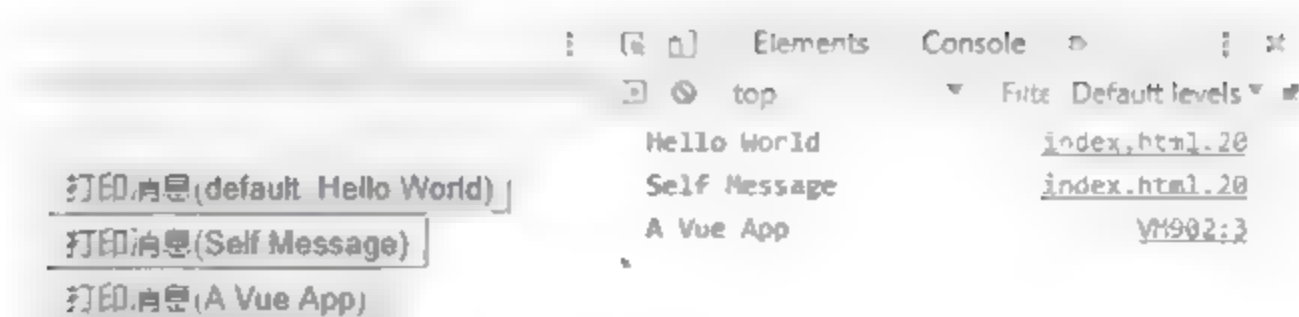 Elements Console
top Default levels
Hello World index.html:20
Self Message index.html:20
A Vue App VM902:3
打印消息(default Hello World)
打印消息(Self Message)
打印消息(A Vue App)